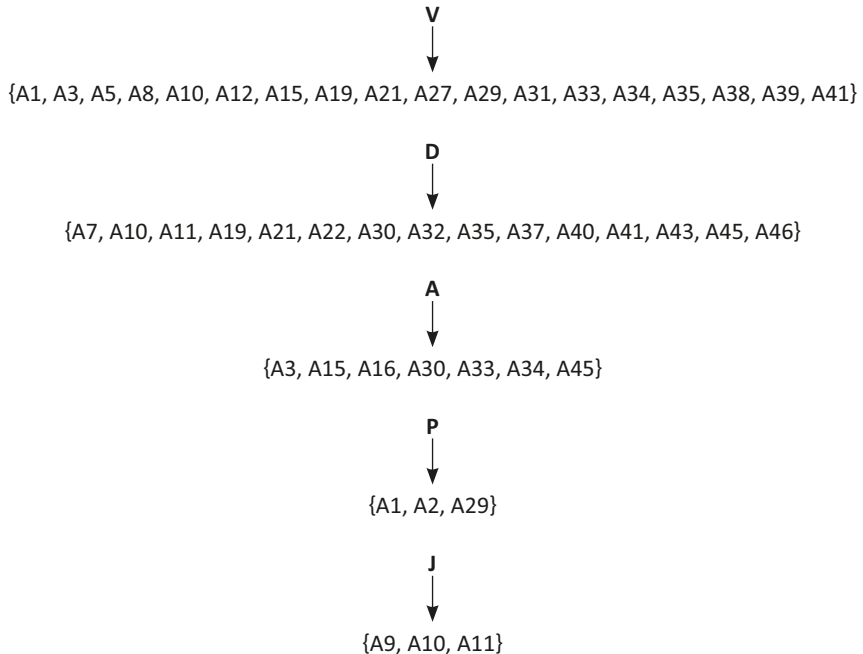 V
{A1, A3, A5, A8, A10, A12, A15, A19, A21, A27, A29, A31, A33, A34, A35, A38, A39, A41}
D
{A7, A10, A11, A19, A21, A22, A30, A32, A35, A37, A40, A41, A43, A45, A46}
A
{A3, A15, A16, A30, A33, A34, A45}
P
{A1, A2, A29}
J
{A9, A10, A11}